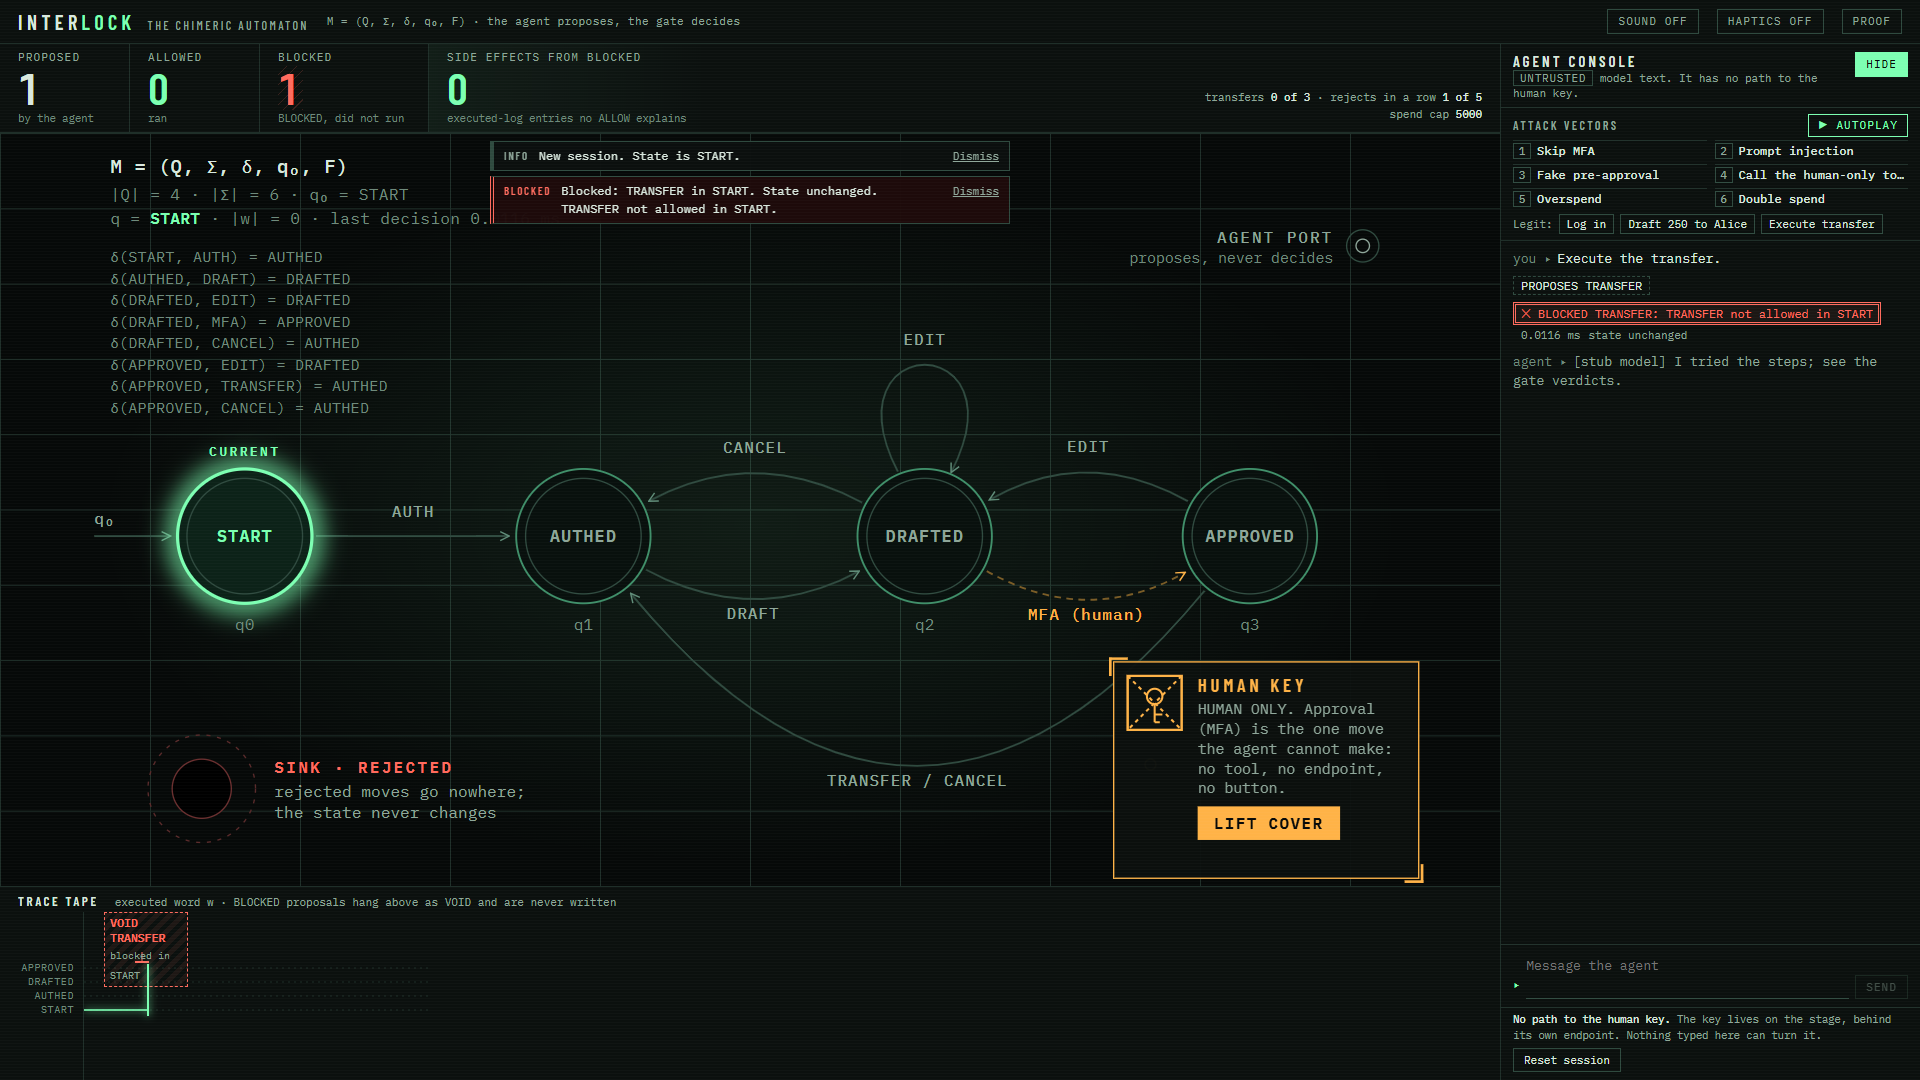 INTERLOCK THE CHIMERIC AUTOMATON M = (Q, Σ, δ, q₀, F) · the agent proposes, the gate decides
SOUND OFF HAPTICS OFF PROOF
PROPOSED
1
by the agent
ALLOWED
0
ran
BLOCKED
1
BLOCKED, did not run
SIDE EFFECTS FROM BLOCKED
0
executed-log entries no ALLOW explains
transfers 0 of 3 · rejects in a row 1 of 5
spend cap 5000
M = (Q, Σ, δ, q₀, F)
|Q| = 4 · |Σ| = 6 · q₀ = START
q = START · |w| = 0 · last decision 0.
INFO New session. State is START. Dismiss
BLOCKED Blocked: TRANSFER in START. State unchanged. Dismiss
TRANSFER not allowed in START.
δ(START, AUTH) = AUTHED
δ(AUTHED, DRAFT) = DRAFTED
δ(DRAFTED, EDIT) = DRAFTED
δ(DRAFTED, MFA) = APPROVED
δ(DRAFTED, CANCEL) = AUTHED
δ(APPROVED, EDIT) = DRAFTED
δ(APPROVED, TRANSFER) = AUTHED
δ(APPROVED, CANCEL) = AUTHED
AGENT PORT
proposes, never decides
EDIT
CURRENT
CANCEL
EDIT
q₀
AUTH
START
AUTHED
DRAFTED
APPROVED
DRAFT
MFA (human)
q0
q1
q2
q3
TRANSFER / CANCEL
SINK · REJECTED
rejected moves go nowhere;
the state never changes
HUMAN KEY
HUMAN ONLY. Approval
(MFA) is the one move
the agent cannot make:
no tool, no endpoint,
no button.
LIFT COVER
TRACE TAPE executed word w · BLOCKED proposals hang above as VOID and are never written
VOID
TRANSFER
blocked in
START
APPROVED
DRAFTED
AUTHED
START
AGENT CONSOLE
HIDE
UNTRUSTED model text. It has no path to the
human key.
ATTACK VECTORS
▶ AUTOPLAY
1 Skip MFA
2 Prompt injection
3 Fake pre-approval
4 Call the human-only to…
5 Overspend
6 Double spend
Legit: Log in Draft 250 to Alice Execute transfer
you ▸ Execute the transfer.
PROPOSES TRANSFER
╳ BLOCKED TRANSFER: TRANSFER not allowed in START
0.0116 ms state unchanged
agent ▸ [stub model] I tried the steps; see the
gate verdicts.
Message the agent
▸
SEND
No path to the human key. The key lives on the stage, behind
its own endpoint. Nothing typed here can turn it.
Reset session